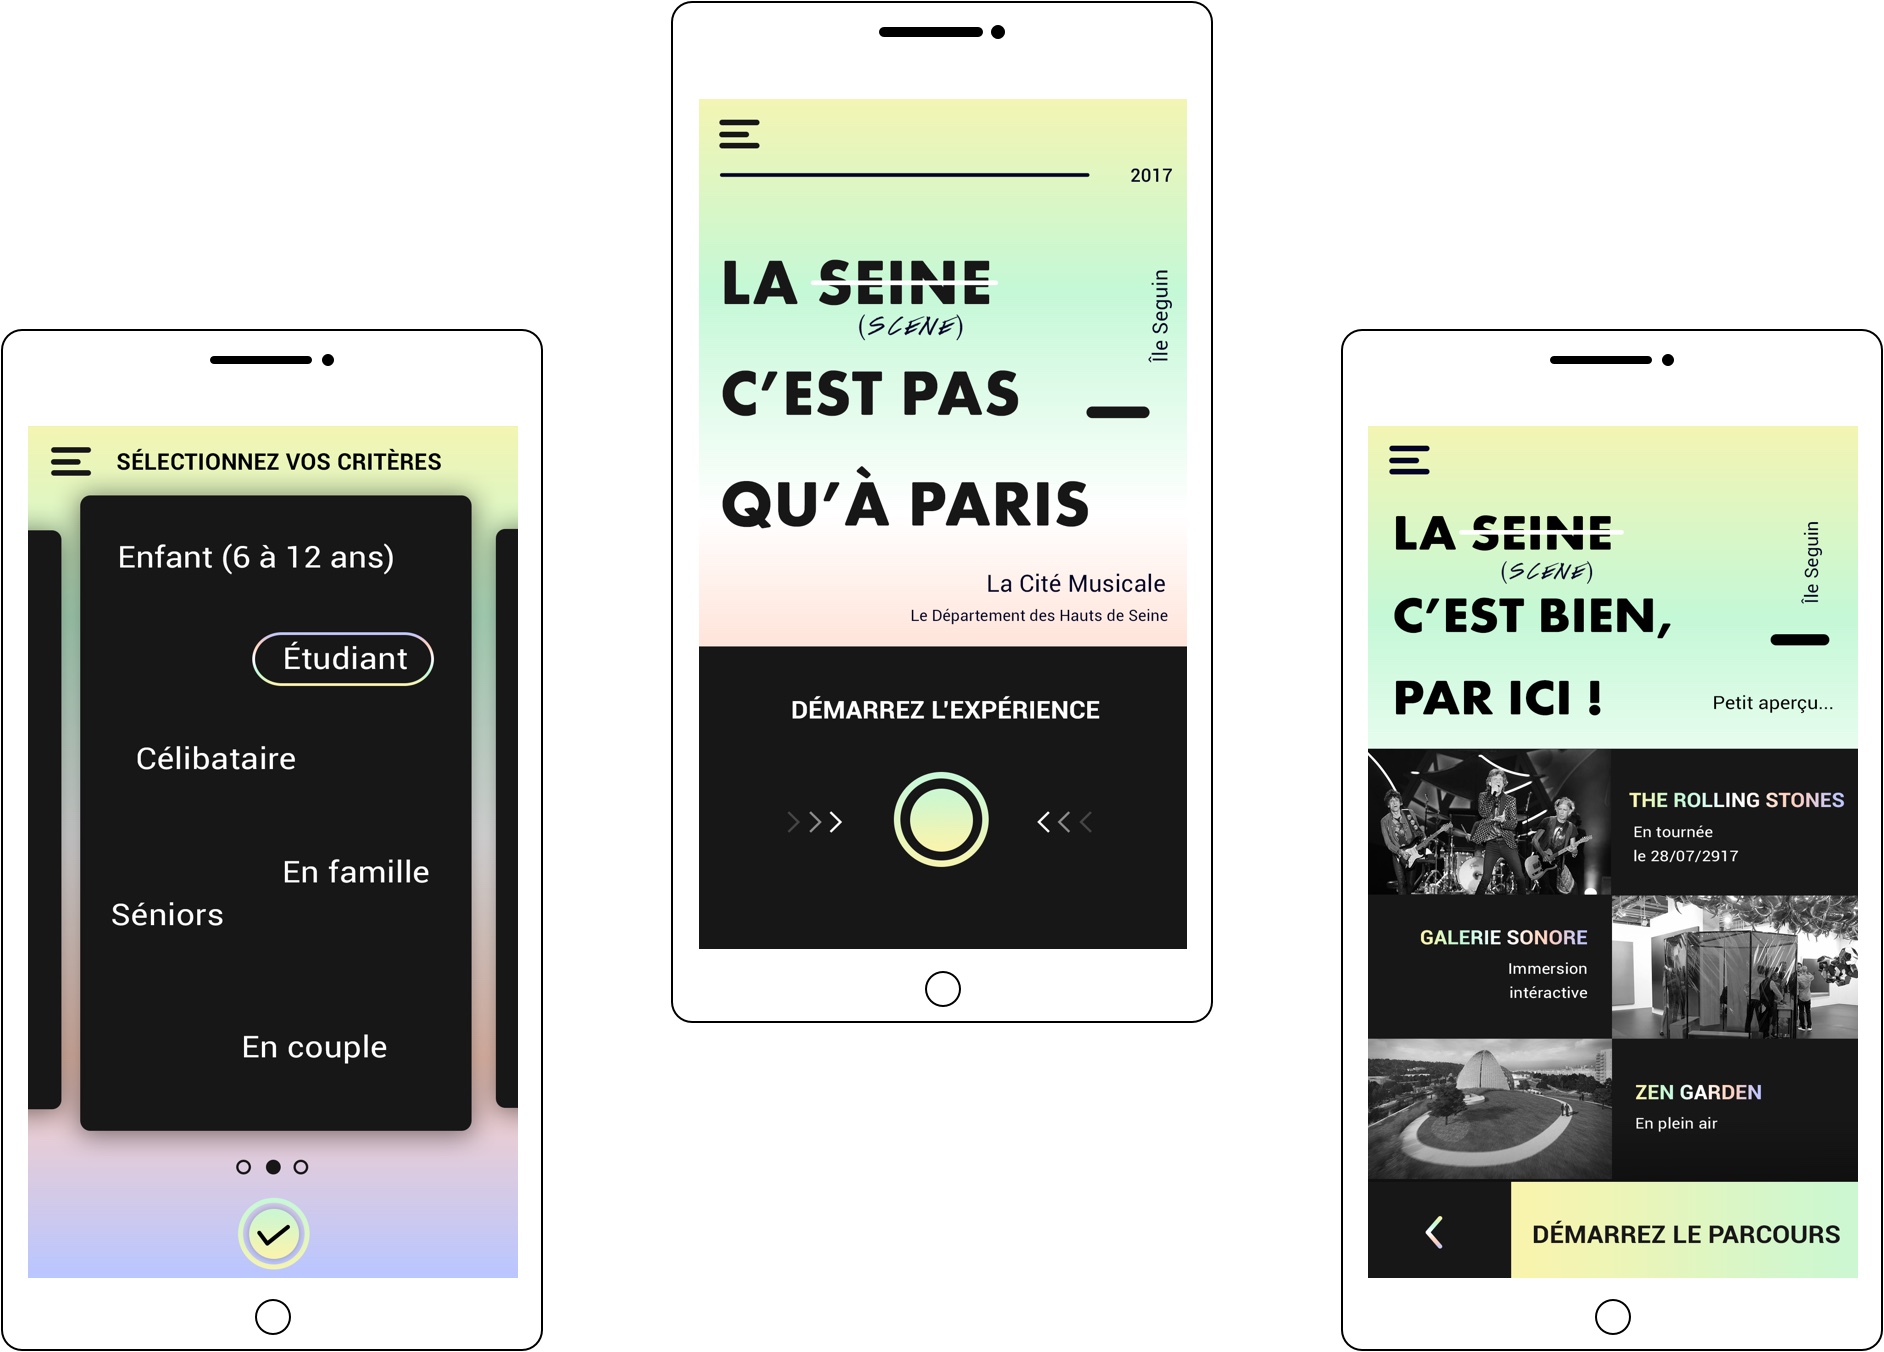 SÉLECTIONNEZ VOS CRITÈRES
Enfant (6 à 12 ans)
Étudiant
Célibataire
En famille
Séniors
En couple
2017
LA SEINE
(SCENE)
C’EST PAS
QU’À PARIS
Île Seguin
La Cité Musicale
Le Département des Hauts de Seine
DÉMARREZ L’EXPÉRIENCE
LA SEINE
(SCENE)
C’EST BIEN,
PAR ICI !
Île Seguin
Petit aperçu...
THE ROLLING STONES
En tournée
le 28/07/2917
GALERIE SONORE
Immersion
intéractive
ZEN GARDEN
En plein air
DÉMARREZ LE PARCOURS